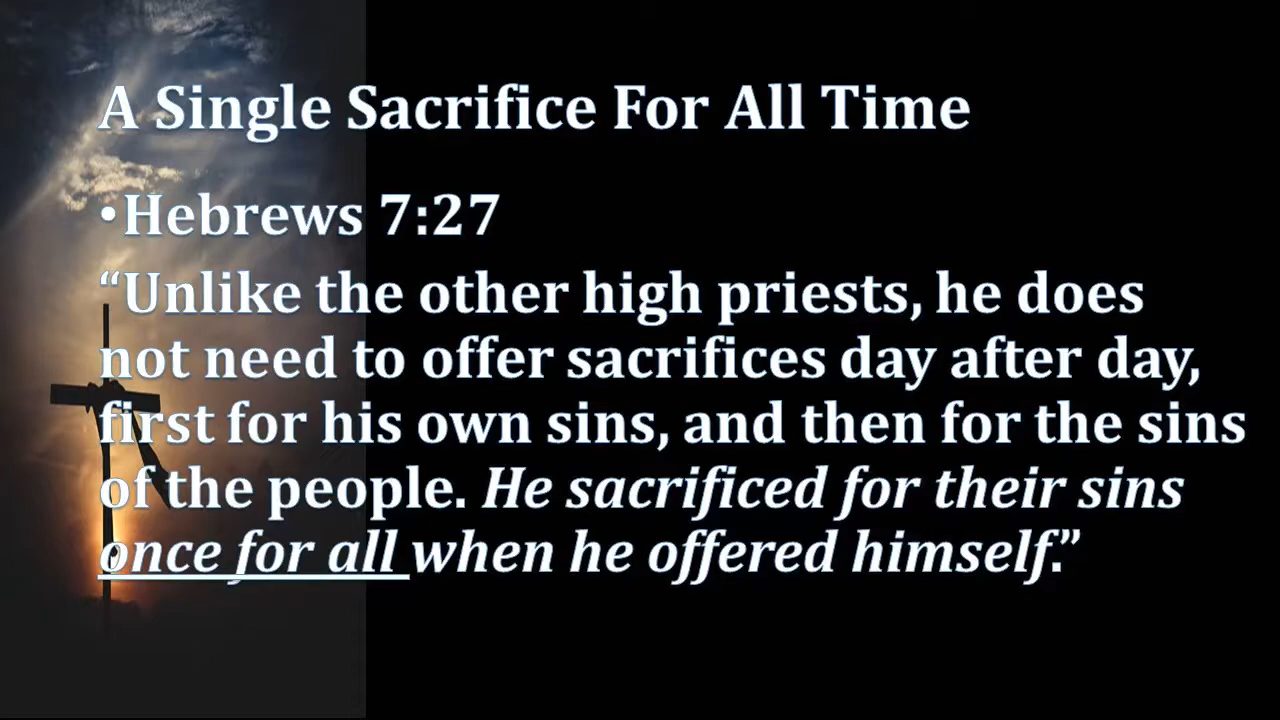 A Single Sacrifice For All Time
•Hebrews 7:27
“Unlike the other high priests, he does
not need to offer sacrifices day after day,
first for his own sins, and then for the sins
of the people. He sacrificed for their sins
once for all when he offered himself.”